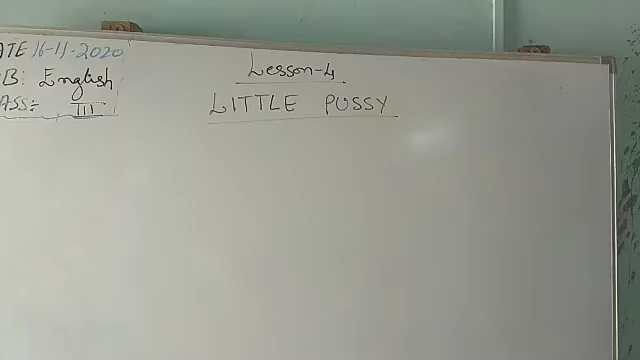 ATE 16-11-2020
B: English
ASS: III
Lesson-4
LITTLE PUSSY